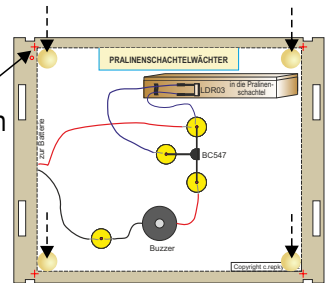 PRALINENSCHACHTELWÄCHTER
LDR03
in die Pralinen-
schachtel
zur Batterie
n
BC547
Buzzer
Copyright c.repky